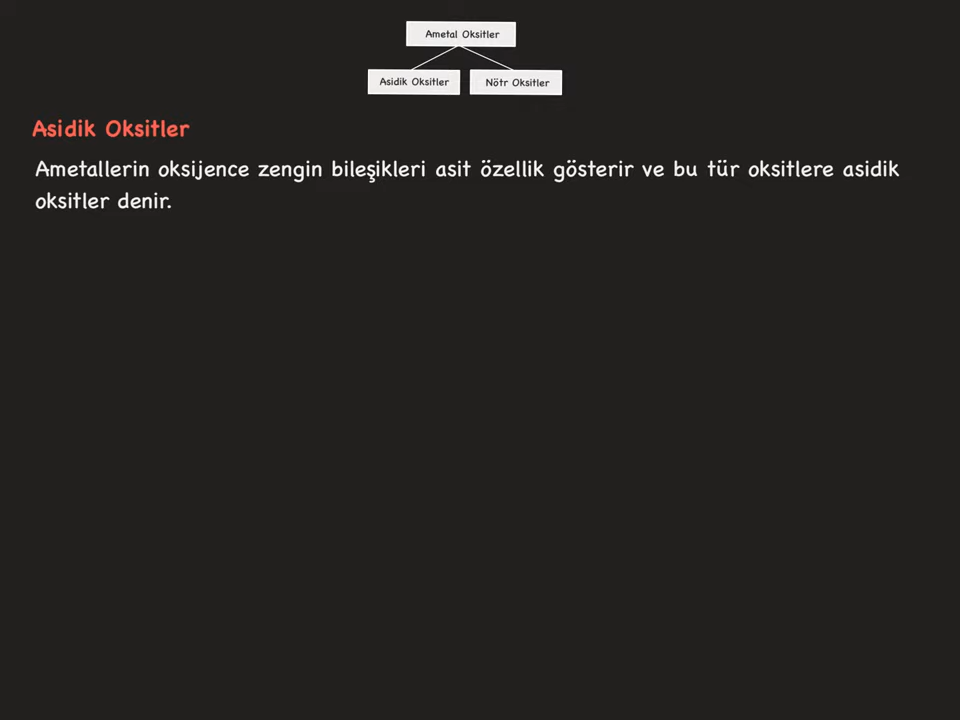 Ametal Oksitler
Asidik Oksitler
Nötr Oksitler
Asidik Oksitler
Ametallerin oksijence zengin bileşikleri asit özellik gösterir ve bu tür oksitlere asidik
oksitler denir.